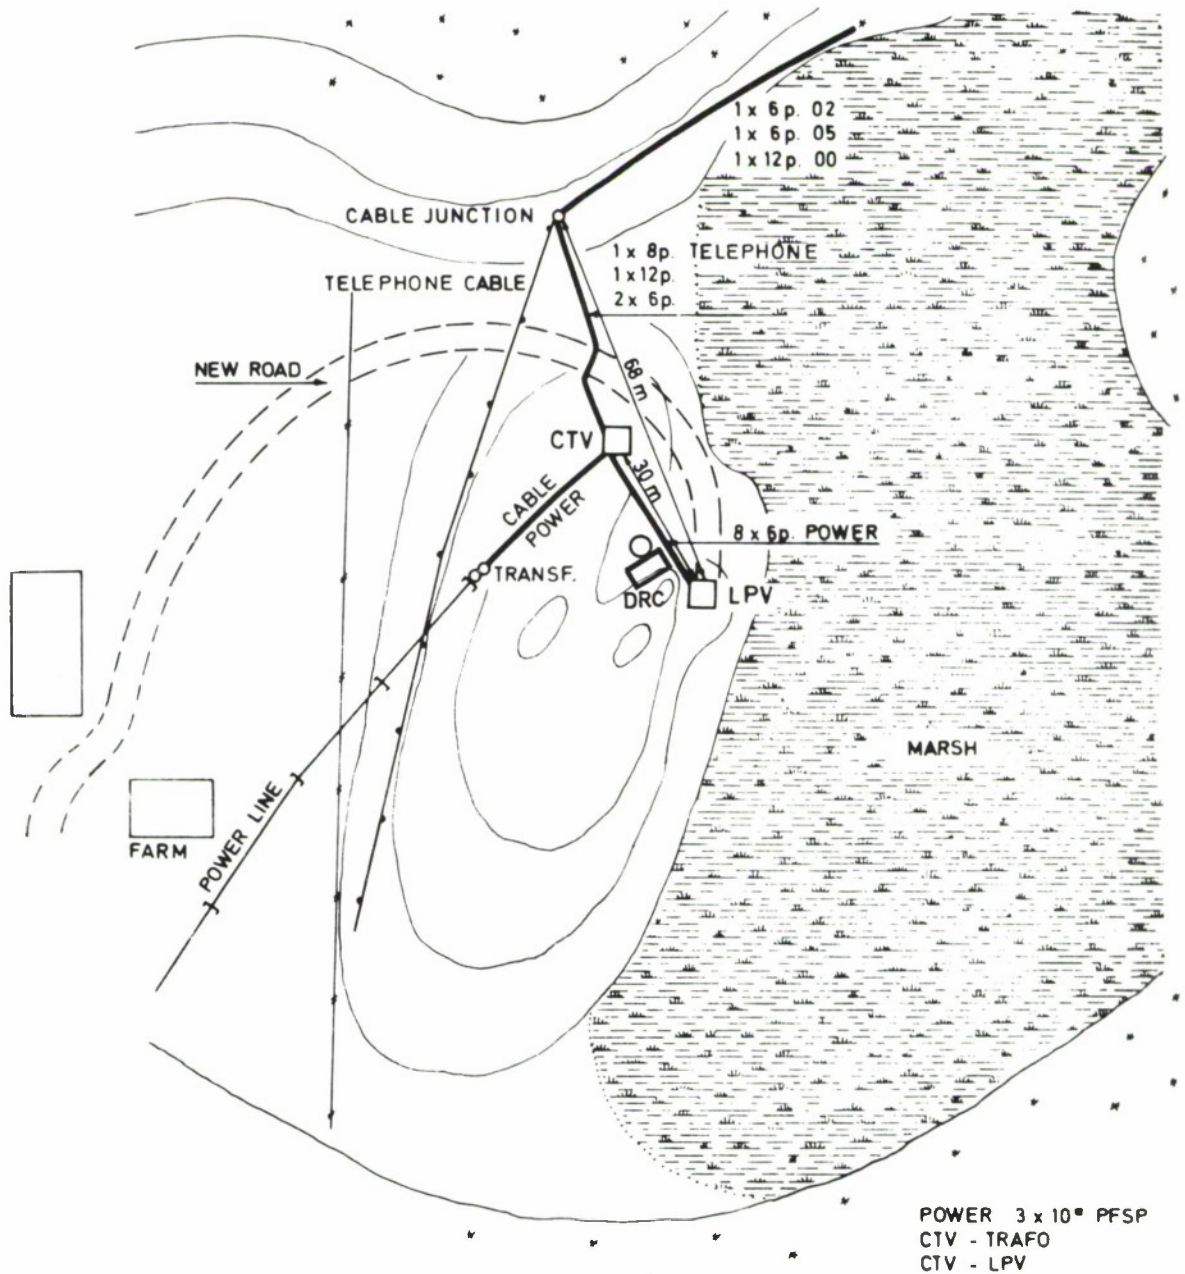 1 x 6 p. 02
1 x 6 p. 05
1 x 12 p. 00
CABLE JUNCTION
1 x 8p. TELEPHONE
1 x 12p.
2 x 6p.
TELEPHONE CABLE
NEW ROAD
68 m
CTV
30 m
CABLE
POWER
8 x 6p. POWER
TRANSF.
DRC
LPV
MARSH
POWER LINE
FARM
POWER 3 x 10" PFSP
CTV - TRAFO
CTV - LPV